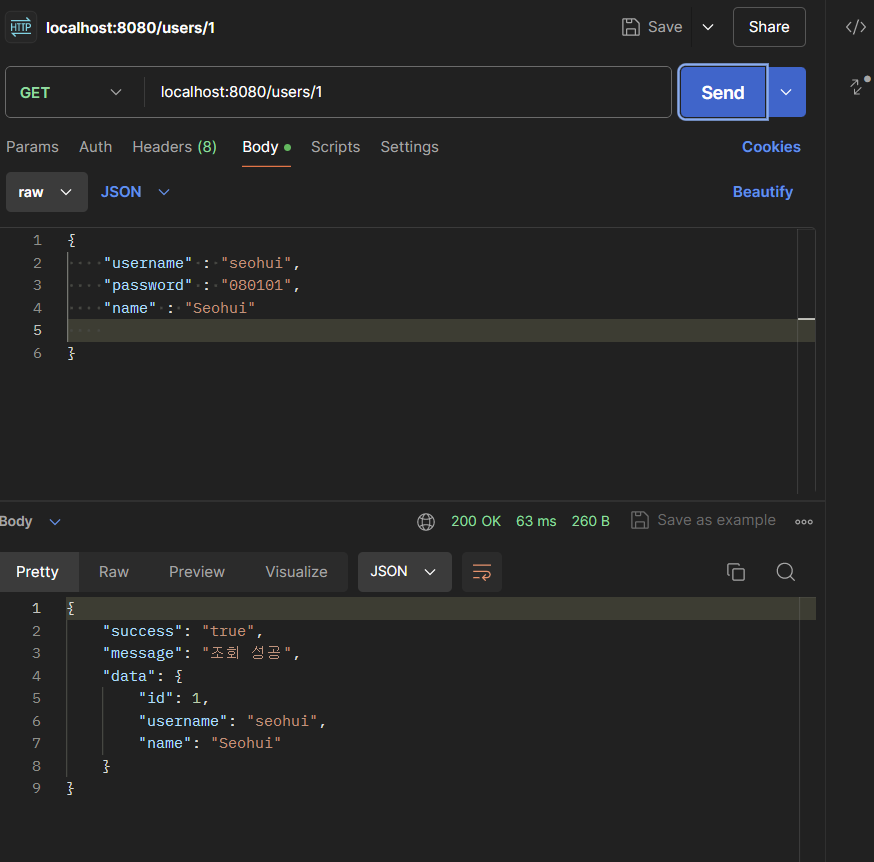 HTTP localhost:8080/users/1 Save Share </>
GET localhost:8080/users/1 Send
Params Auth Headers (8) Body Scripts Settings Cookies
raw JSON Beautify
1 {
2 "username" : "seohui",
3 "password" : "080101",
4 "name" : "Seohui"
5
6 }
Body 200 OK 63 ms 260 B Save as example
Pretty Raw Preview Visualize JSON
1 {
2 "success": "true",
3 "message": "조회 성공",
4 "data": {
5 "id": 1,
6 "username": "seohui",
7 "name": "Seohui"
8 }
9 }